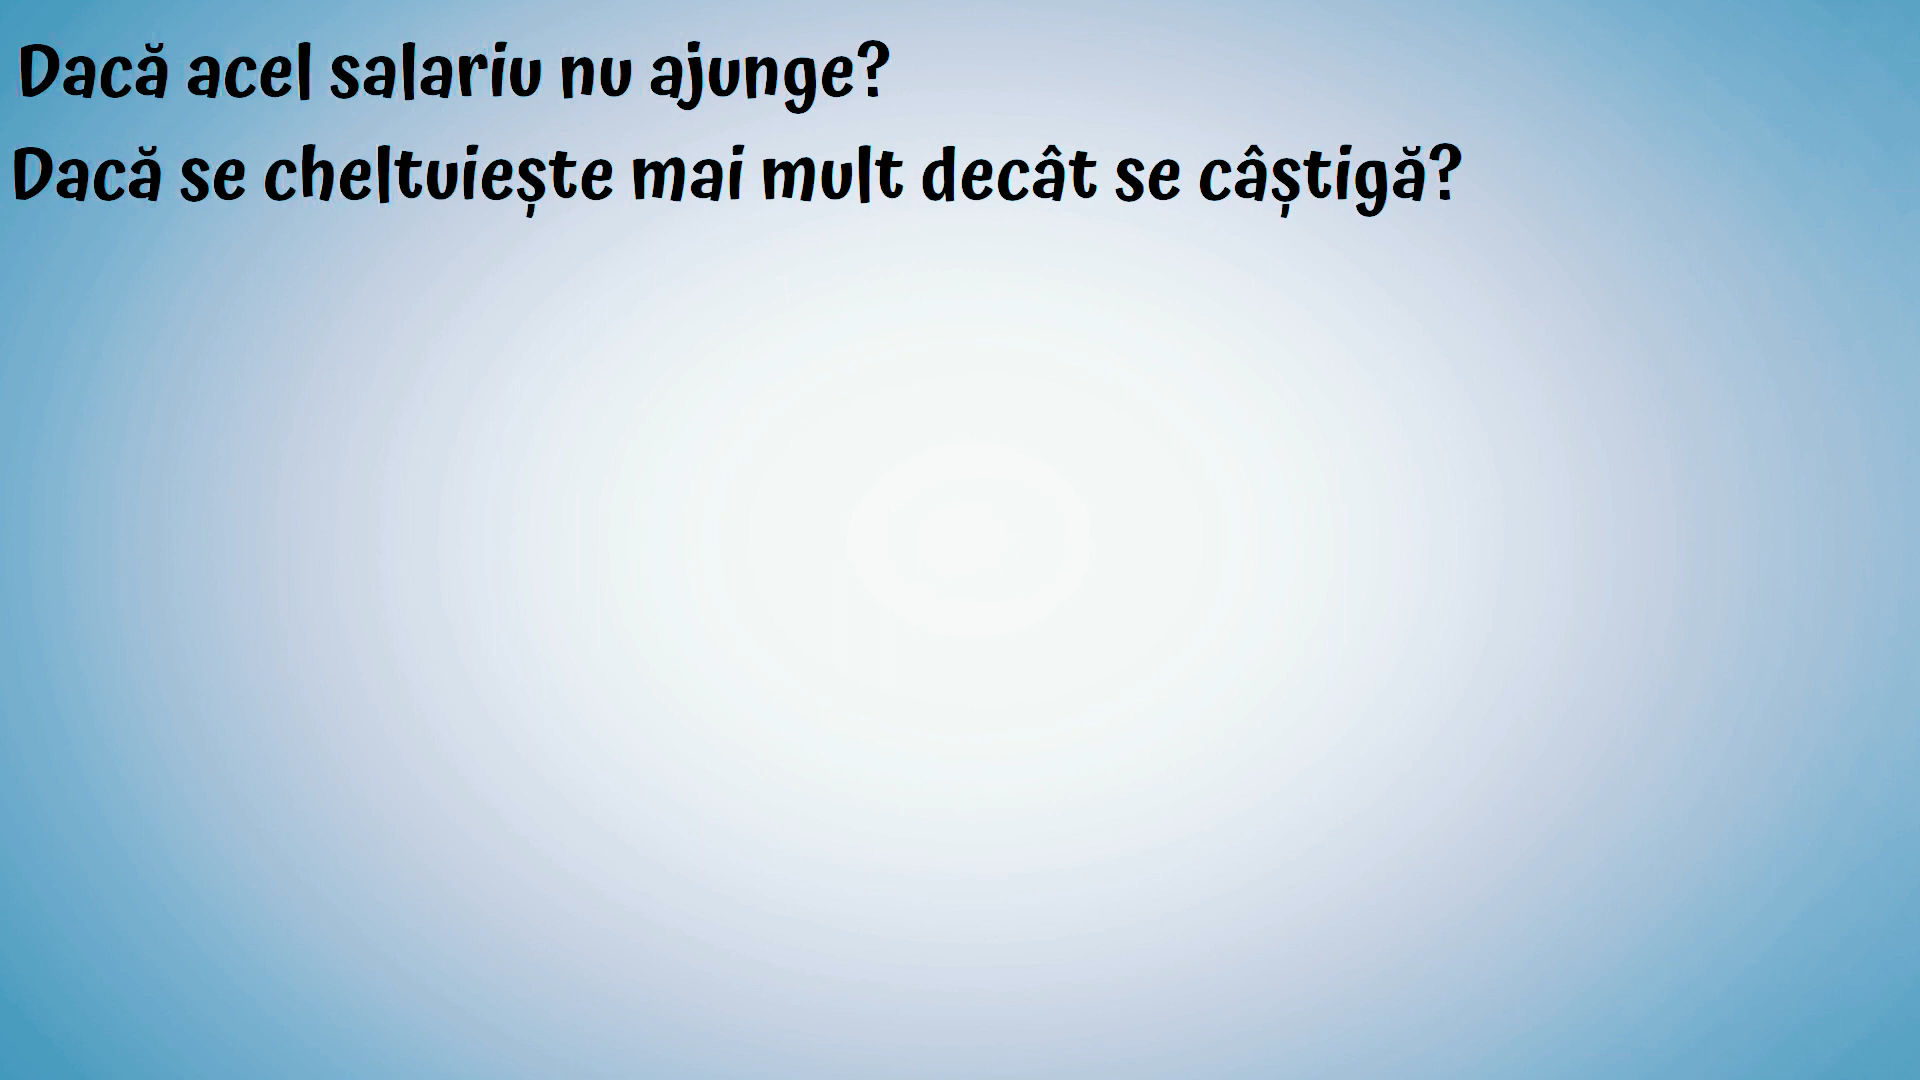 Dacă acel salariu nu ajunge?
Dacă se cheltuiește mai mult decât se câștigă?